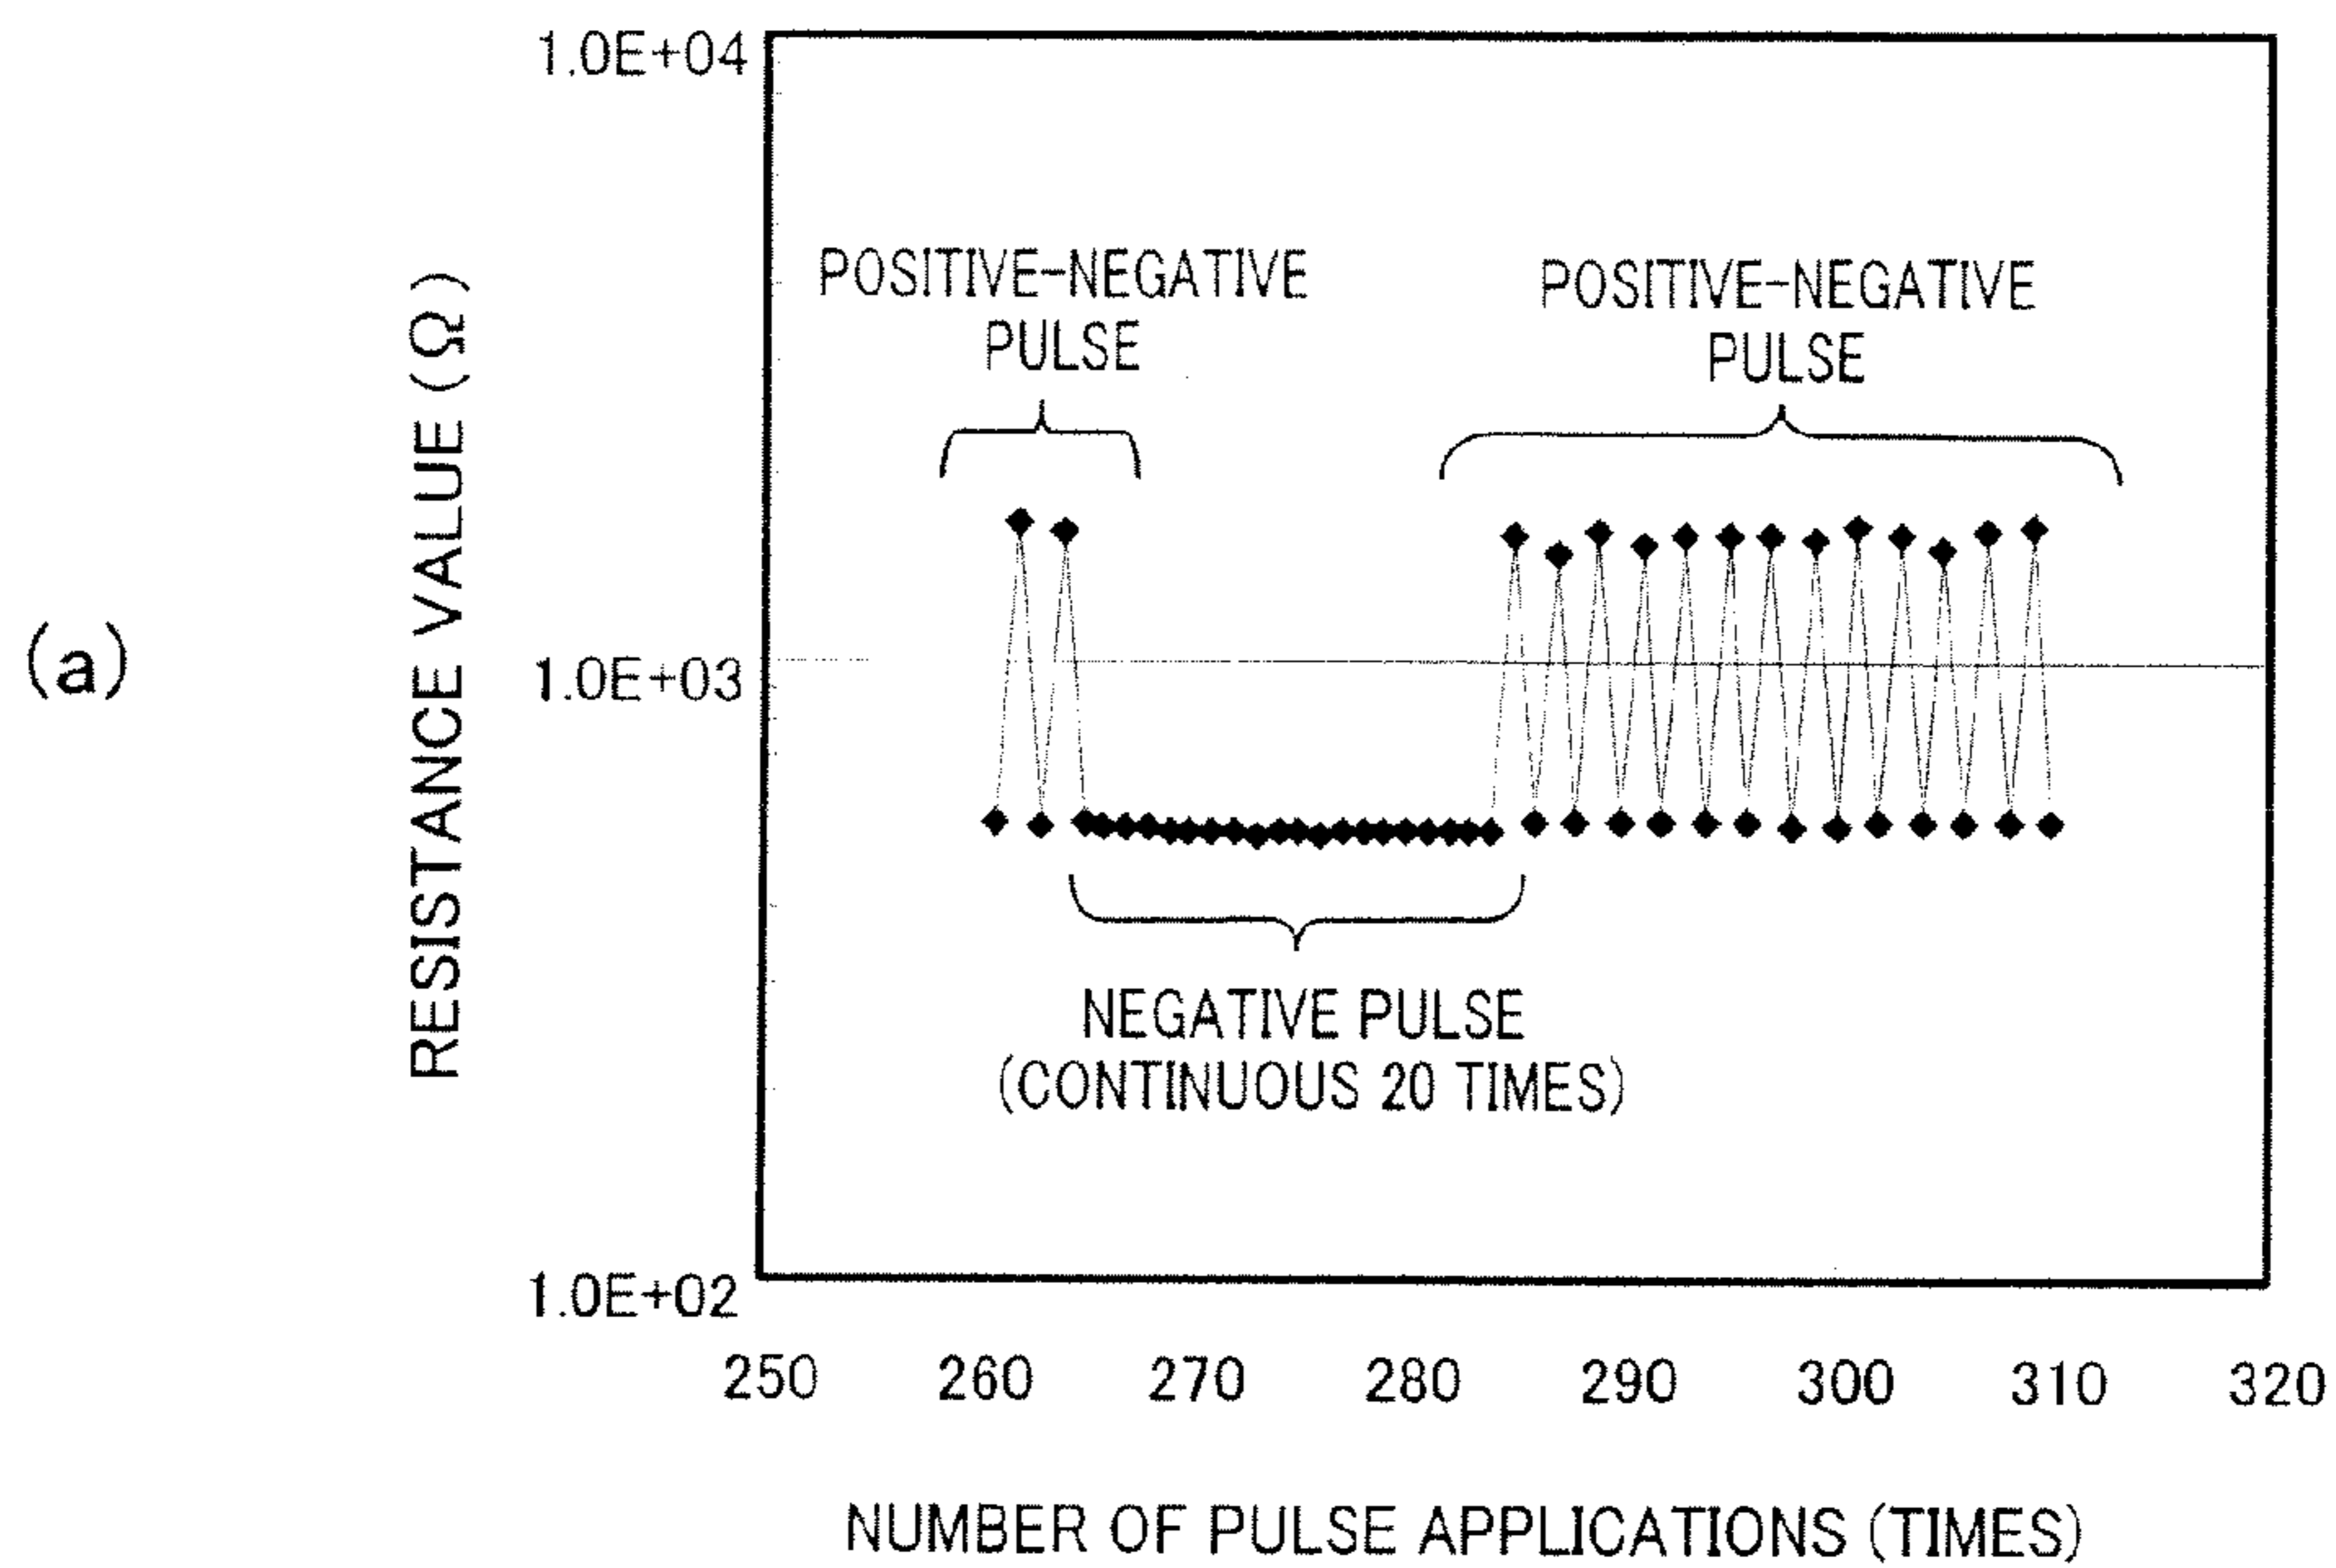 1.0E+04
POSITIVE-NEGATIVE
PULSE
POSITIVE-NEGATIVE
PULSE
(a)
RESISTANCE VALUE (Ω)
1.0E+03
NEGATIVE PULSE
(CONTINUOUS 20 TIMES)
1.0E+02
250 260 270 280 290 300 310 320
NUMBER OF PULSE APPLICATIONS (TIMES)